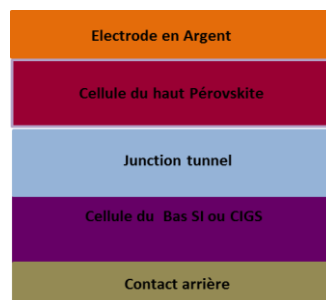 Electrode en Argent
Cellule du haut Pérovskite
Junction tunnel
Cellule du Bas SI ou CIGS
Contact arrière